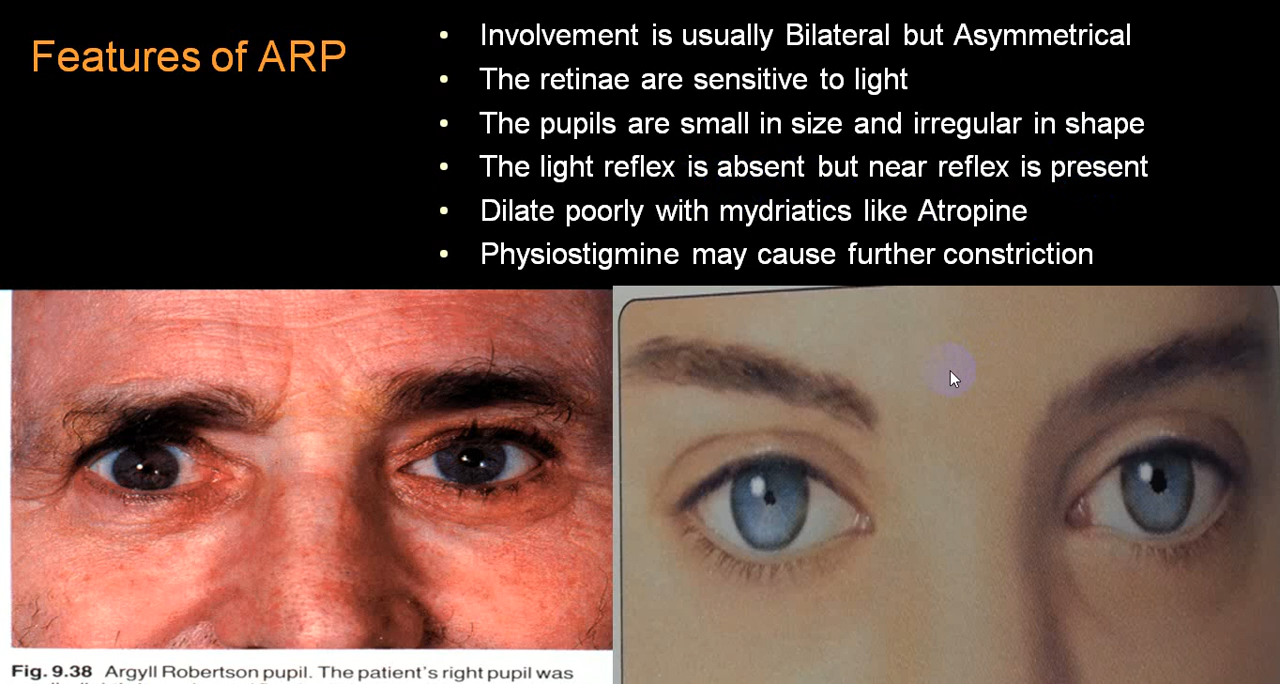 Features of ARP
• Involvement is usually Bilateral but Asymmetrical
• The retinae are sensitive to light
• The pupils are small in size and irregular in shape
• The light reflex is absent but near reflex is present
• Dilate poorly with mydriatics like Atropine
• Physiostigmine may cause further constriction
Fig. 9.38 Argyll Robertson pupil. The patient's right pupil was